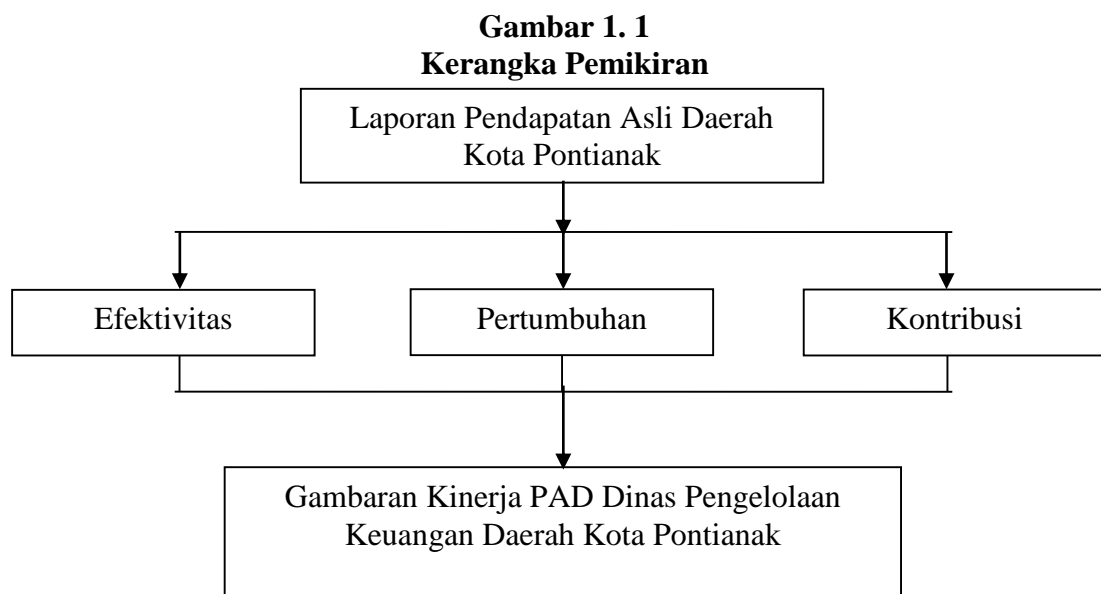 Gambar 1. 1
Kerangka Pemikiran
Laporan Pendapatan Asli Daerah
Kota Pontianak
Efektivitas
Pertumbuhan
Kontribusi
Gambaran Kinerja PAD Dinas Pengelolaan
Keuangan Daerah Kota Pontianak